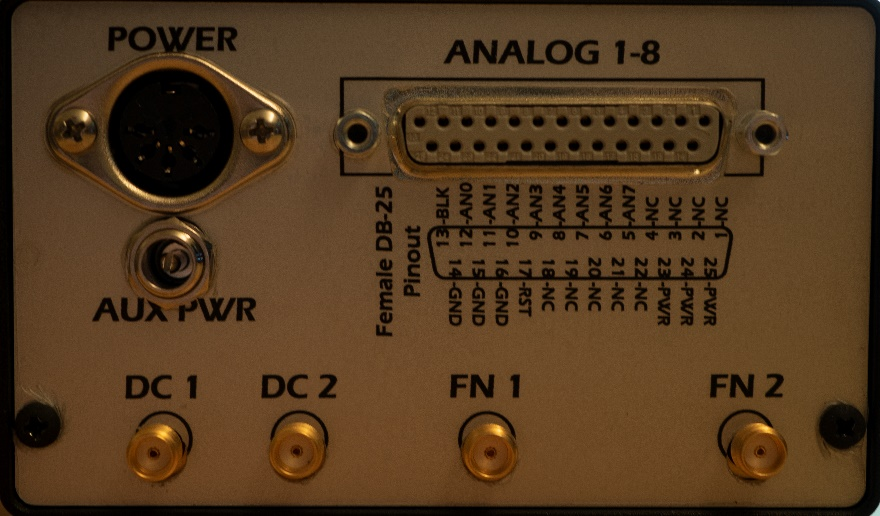 POWER
ANALOG 1-8
Female DB-25
Pinout
13-BLK
12-AN0
11-AN1
10-AN2
9-AN3
8-AN4
7-AN5
6-AN6
5-AN7
4-NC
3-NC
2-NC
1-NC
14-GND
15-GND
16-GND
17-RST
18-NC
19-NC
20-NC
21-NC
22-NC
23-PWR
24-PWR
25-PWR
AUX PWR
DC 1
DC 2
FN 1
FN 2